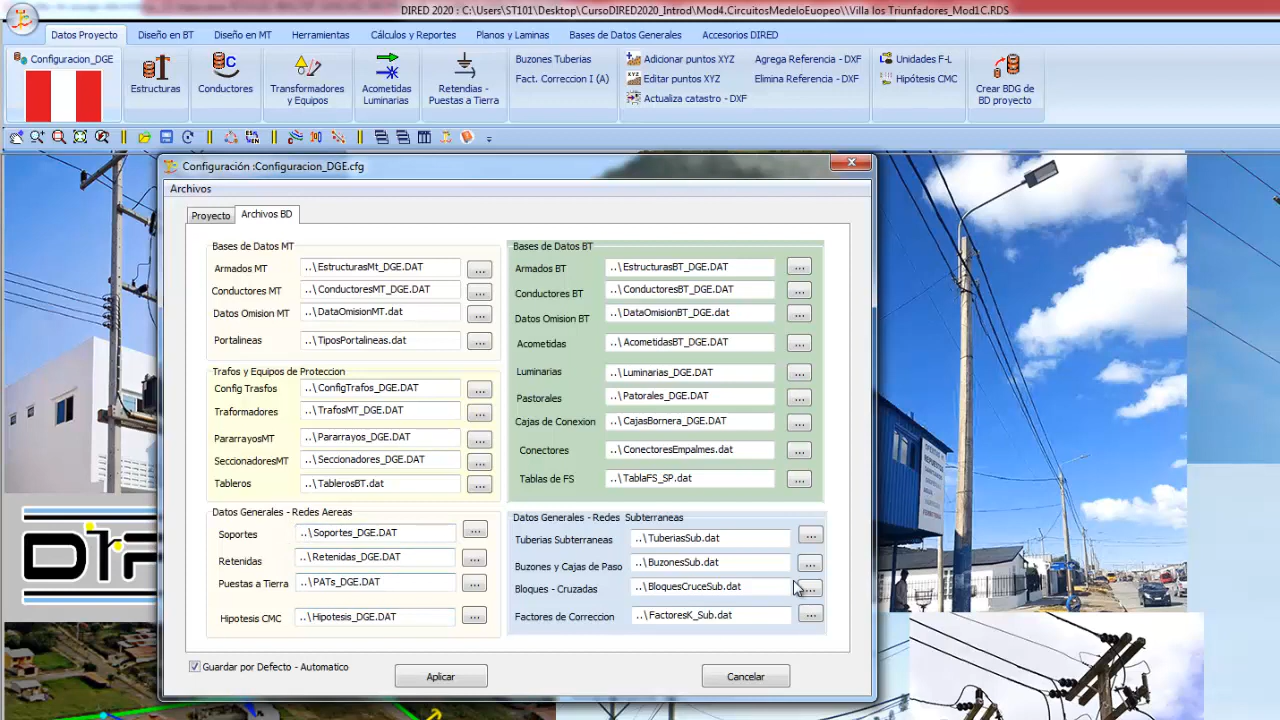 DIRED 2020 : C:\Users\ST101\Desktop\CursoDIRED2020_Introd\Modulo 1_CursoCopeo\\Villa los Triunfadores_Mod1C.RDS
Datos Proyecto
Diseño en BT
Diseño en MT
Herramientas
Cálculos y Reportes
Planos y Laminas
Bases de Datos Generales
Accesorios DIRED
Configuracion_DGE
Estructuras
Conductores
Transformadores y Equipos
Acometidas Luminarias
Retendias - Puestas a Tierra
Buzones Tuberias
Fact. Correccion I (A)
Adicionar puntos XYZ
Editar puntos XYZ
Actualiza catastro - DXF
Agrega Referencia - DXF
Elimina Referencia - DXF
Unidades F-L
Hipótesis CMC
Crear BDG de BD proyecto
Configuración :Configuracion_DGE.cfg
Archivos
Proyecto
Archivos BD
Bases de Datos MT
Armados MT ..\EstructurasMt_DGE.DAT ...
Conductores MT ..\ConductoresMT_DGE.DAT ...
Datos Omision MT ..\DataOmisionMT.dat ...
Portalineas ..\TiposPortalineas.dat ...
Trafos y Equipos de Proteccion
Config Trasfos ..\ConfigTrafos_DGE.DAT ...
Traformadores ..\TrafosMT_DGE.DAT ...
PararrayosMT ..\Pararrayos_DGE.DAT ...
SeccionadoresMT ..\Seccionadores_DGE.DAT ...
Tableros ..\TablerosBT.dat ...
Datos Generales - Redes Aereas
Soportes ..\Soportes_DGE.DAT ...
Retenidas ..\Retenidas_DGE.DAT ...
Puestas a Tierra ..\PATs_DGE.DAT ...
Hipotesis CMC ..\Hipotesis_DGE.DAT ...
Bases de Datos BT
Armados BT ..\EstructurasBT_DGE.DAT ...
Conductores BT ..\ConductoresBT_DGE.DAT ...
Datos Omision BT ..\DataOmisionBT_DGE.dat ...
Acometidas ..\AcometidasBT_DGE.DAT ...
Luminarias ..\Luminarias_DGE.DAT ...
Pastorales ..\Patorales_DGE.DAT ...
Cajas de Conexion ..\CajasBornera_DGE.DAT ...
Conectores ..\ConectoresEmpalmes.dat ...
Tablas de FS ..\TablaFS_SP.dat ...
Datos Generales - Redes Subterraneas
Tuberias Subterraneas ..\TuberiasSub.dat ...
Buzones y Cajas de Paso ..\BuzonesSub.dat ...
Bloques - Cruzadas ..\BloquesCruceSub.dat ...
Factores de Correccion ..\FactoresK_Sub.dat ...
Guardar por Defecto - Automatico
Aplicar
Cancelar